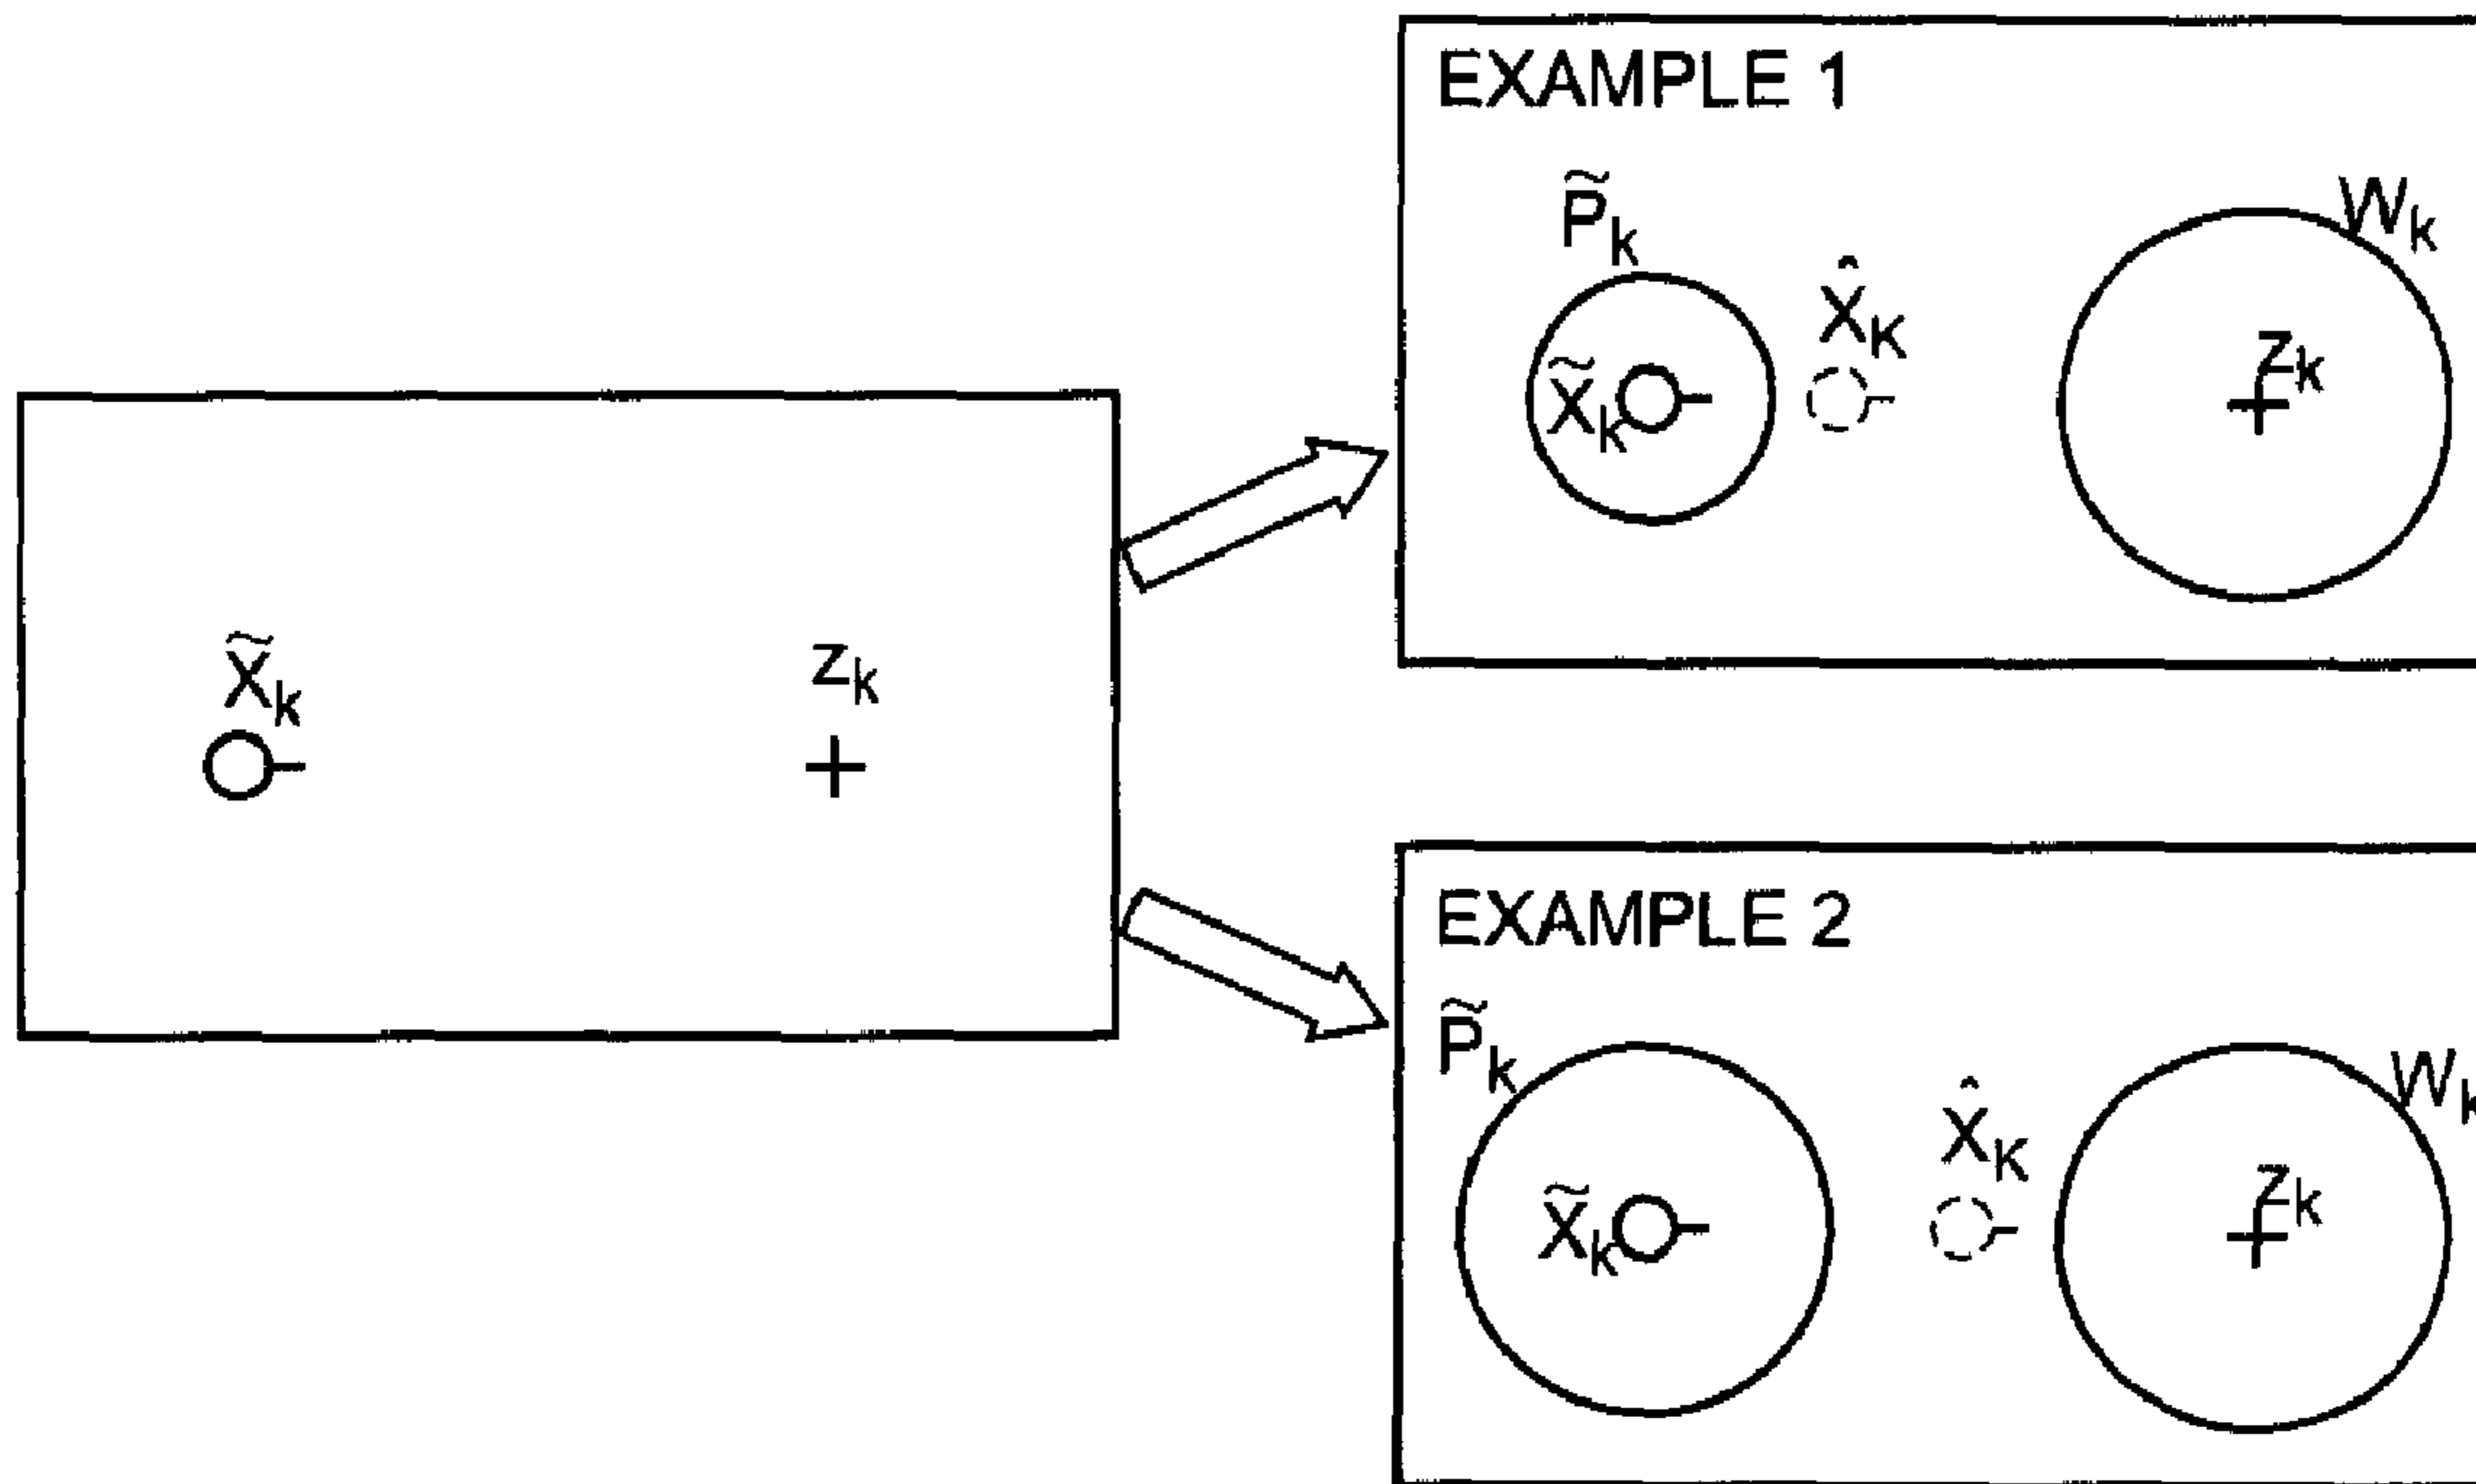 x̃ₖ
zₖ
EXAMPLE 1
P̃ₖ
Wₖ
x̂ₖ
x̃ₖ
zₖ
EXAMPLE 2
P̃ₖ
Wₖ
x̂ₖ
x̃ₖ
zₖ